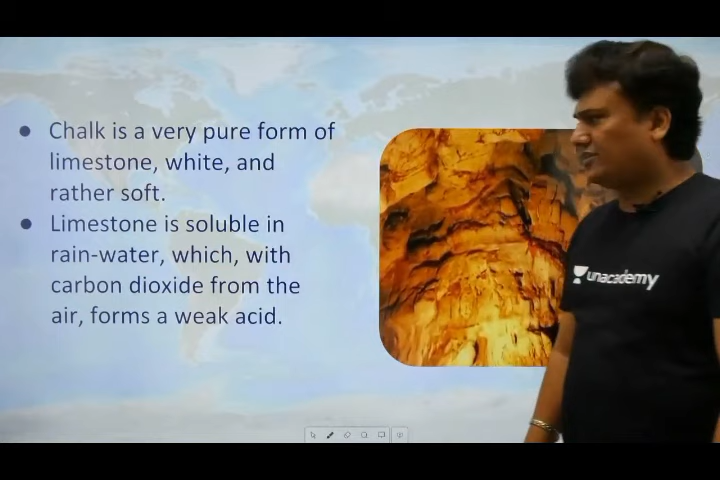 ● Chalk is a very pure form of
limestone, white, and
rather soft.
● Limestone is soluble in
rain-water, which, with
carbon dioxide from the
air, forms a weak acid.
unacademy